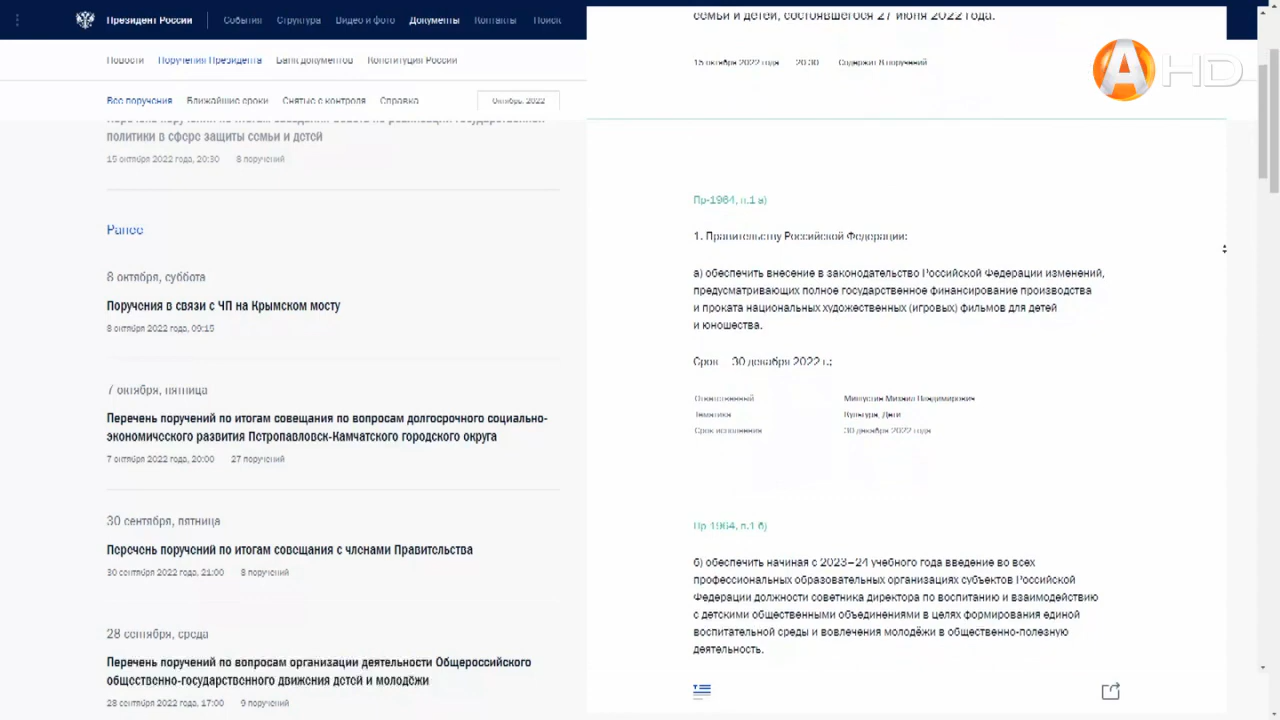 Президент России
События Структура Видео и фото Документы Контакты Поиск
Новости Поручения Президента Банк документов Конституция России
Все поручения Ближайшие сроки Снятые с контроля Справка Октябрь, 2022
политики в сфере защиты семьи и детей
15 октября 2022 года, 20:30 8 поручений
Ранее
8 октября, суббота
Поручения в связи с ЧП на Крымском мосту
8 октября 2022 года, 09:15
7 октября, пятница
Перечень поручений по итогам совещания по вопросам долгосрочного социально-
экономического развития Петропавловск-Камчатского городского округа
7 октября 2022 года, 20:00 27 поручений
30 сентября, пятница
Перечень поручений по итогам совещания с членами Правительства
30 сентября 2022 года, 21:00 8 поручений
28 сентября, среда
Перечень поручений по вопросам организации деятельности Общероссийского
общественно-государственного движения детей и молодёжи
28 сентября 2022 года, 17:00 9 поручений
семьи и детей, состоявшегося 27 июня 2022 года.
15 октября 2022 года 20:30 Содержит 8 поручений
Пр-1964, п.1 а)
1. Правительству Российской Федерации:
а) обеспечить внесение в законодательство Российской Федерации изменений,
предусматривающих полное государственное финансирование производства
и проката национальных художественных (игровых) фильмов для детей
и юношества.
Срок 30 декабря 2022 г.;
Ответственный Мишустин Михаил Владимирович
Тематика Культура, Дети
Срок исполнения 30 декабря 2022 года
Пр-1964, п.1 б)
б) обеспечить начиная с 2023–24 учебного года введение во всех
профессиональных образовательных организациях субъектов Российской
Федерации должности советника директора по воспитанию и взаимодействию
с детскими общественными объединениями в целях формирования единой
воспитательной среды и вовлечения молодёжи в общественно-полезную
деятельность.
А HD